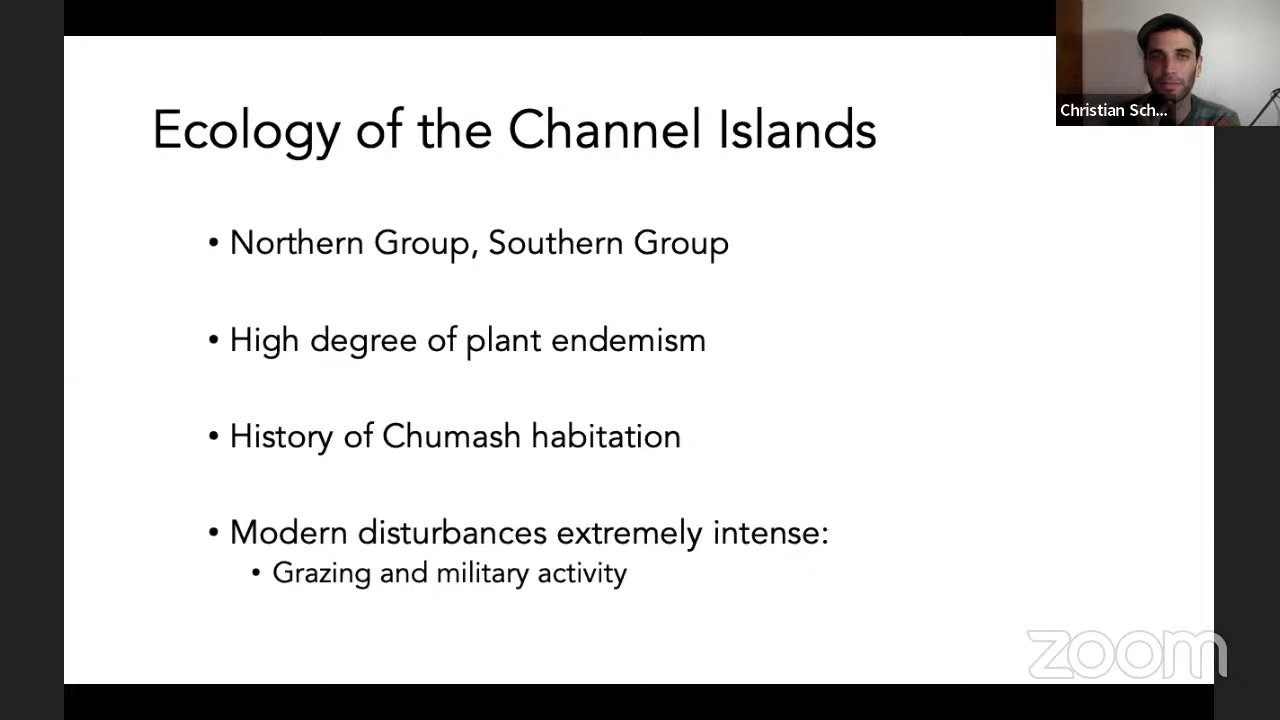 Ecology of the Channel Islands
Christian Sch...
• Northern Group, Southern Group
• High degree of plant endemism
• History of Chumash habitation
• Modern disturbances extremely intense:
• Grazing and military activity
zoom